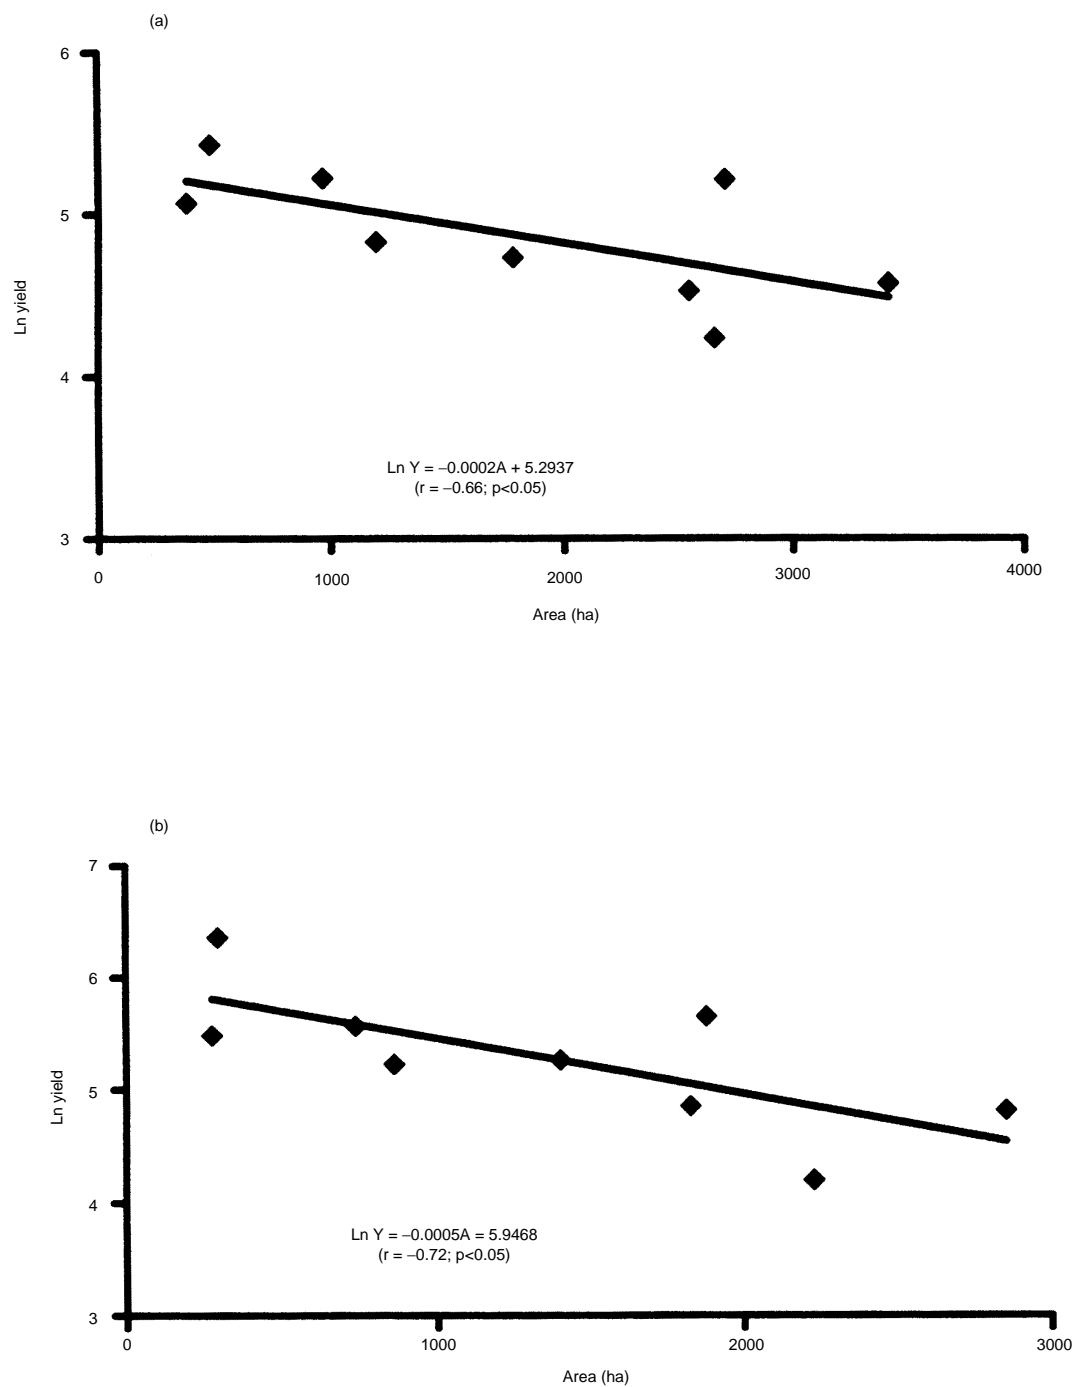 (a)
6
5
4
3
Ln yield
Ln Y = −0.0002A + 5.2937
(r = −0.66; p<0.05)
0 1000 2000 3000 4000
Area (ha)
(b)
7
6
5
4
3
Ln yield
Ln Y = −0.0005A = 5.9468
(r = −0.72; p<0.05)
0 1000 2000 3000
Area (ha)